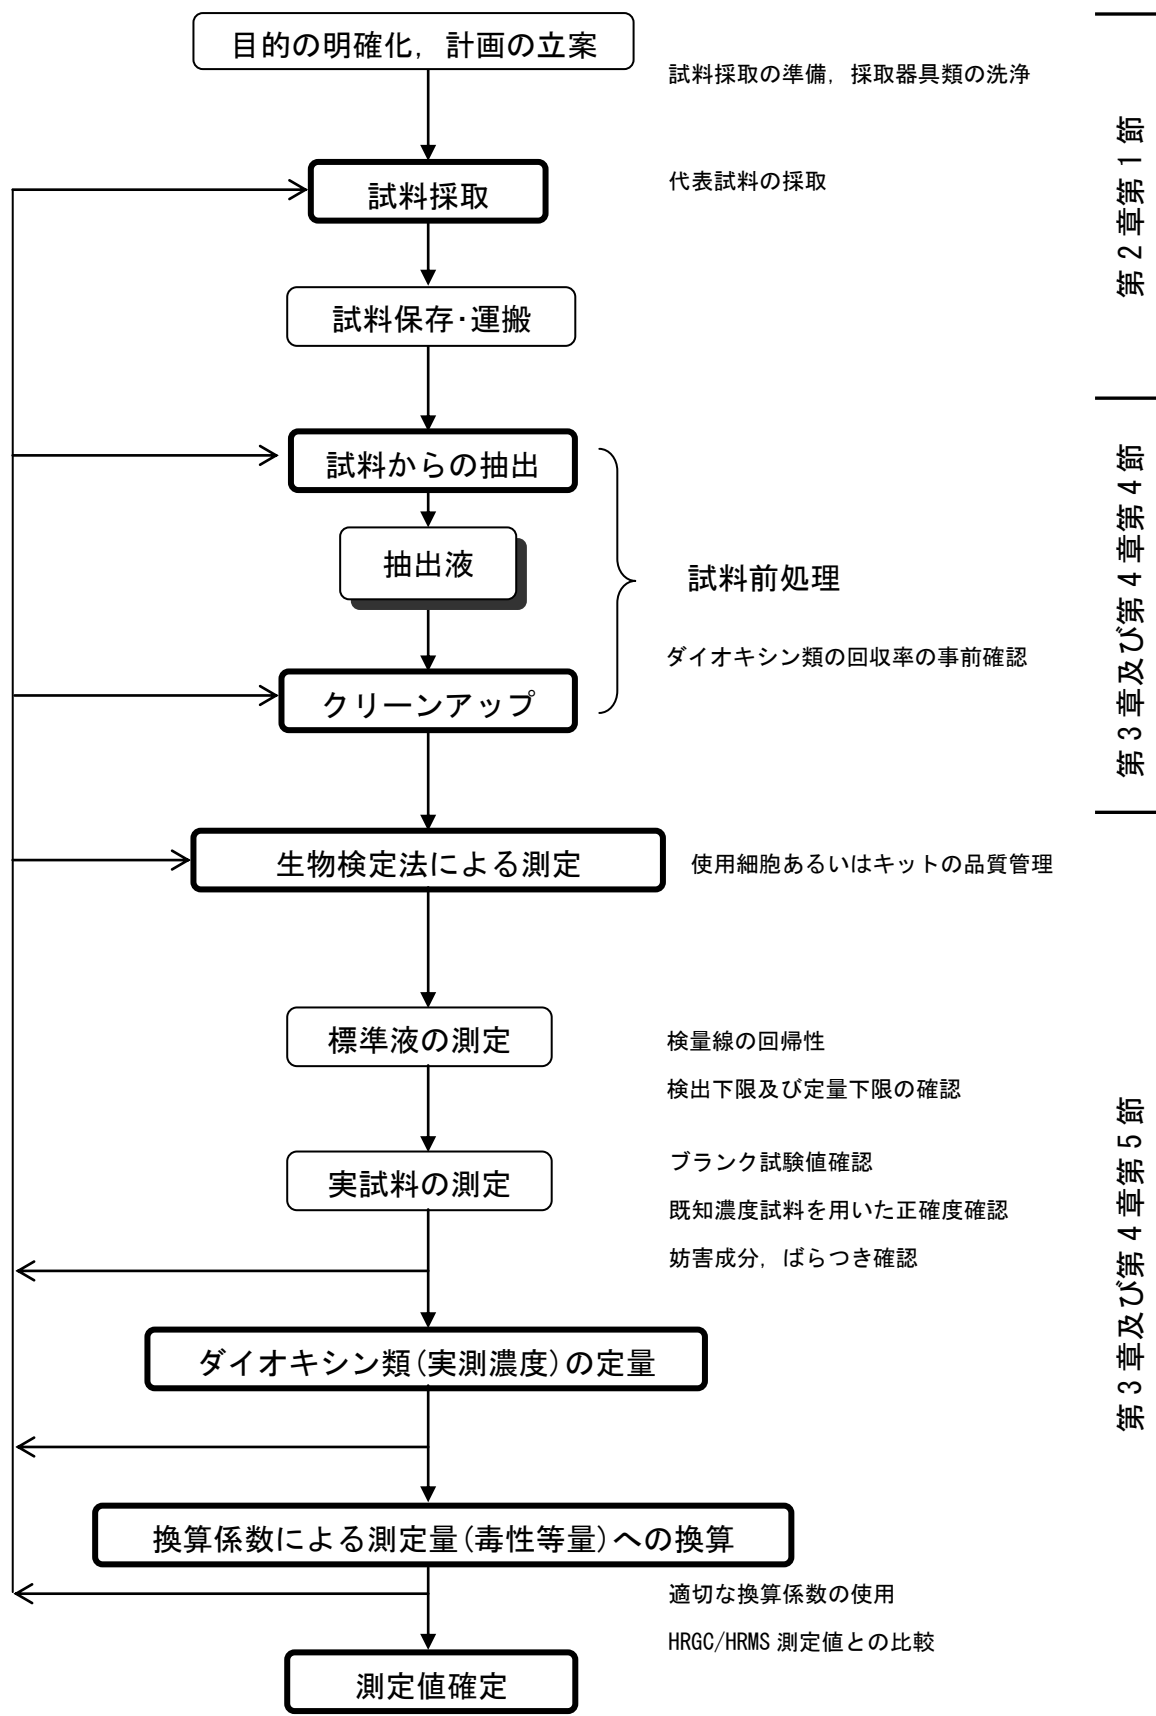 目的の明確化，計画の立案
試料採取の準備，採取器具類の洗浄
試料採取
代表試料の採取
試料保存･運搬
第２章第１節
試料からの抽出
抽出液
試料前処理
ダイオキシン類の回収率の事前確認
クリーンアップ
第３章及び第４章第４節
生物検定法による測定
使用細胞あるいはキットの品質管理
標準液の測定
検量線の回帰性
検出下限及び定量下限の確認
実試料の測定
ブランク試験値確認
既知濃度試料を用いた正確度確認
妨害成分，ばらつき確認
ダイオキシン類(実測濃度)の定量
換算係数による測定量(毒性等量)への換算
適切な換算係数の使用
HRGC/HRMS 測定値との比較
測定値確定
第３章及び第４章第５節